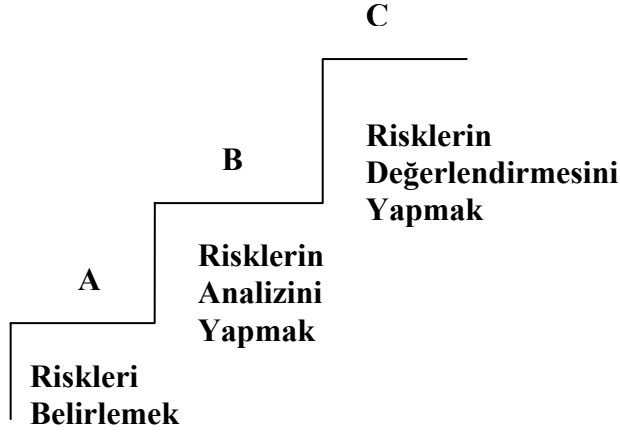 C
Risklerin
Değerlendirmesini
Yapmak
B
Risklerin
Analizini
Yapmak
A
Riskleri
Belirlemek